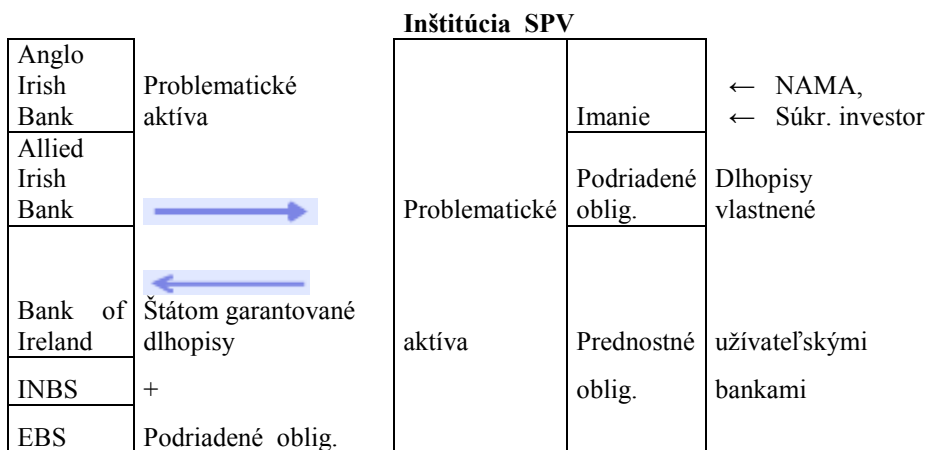 Inštitúcia SPV
Anglo
Irish Problematické
Bank aktíva Imanie ← NAMA,
← Súkr. investor
Allied
Irish Podriadené Dlhopisy
Bank Problematické oblig. vlastnené
Bank of Štátom garantované
Ireland dlhopisy aktíva Prednostné užívateľskými
INBS + oblig. bankami
EBS Podriadené oblig.